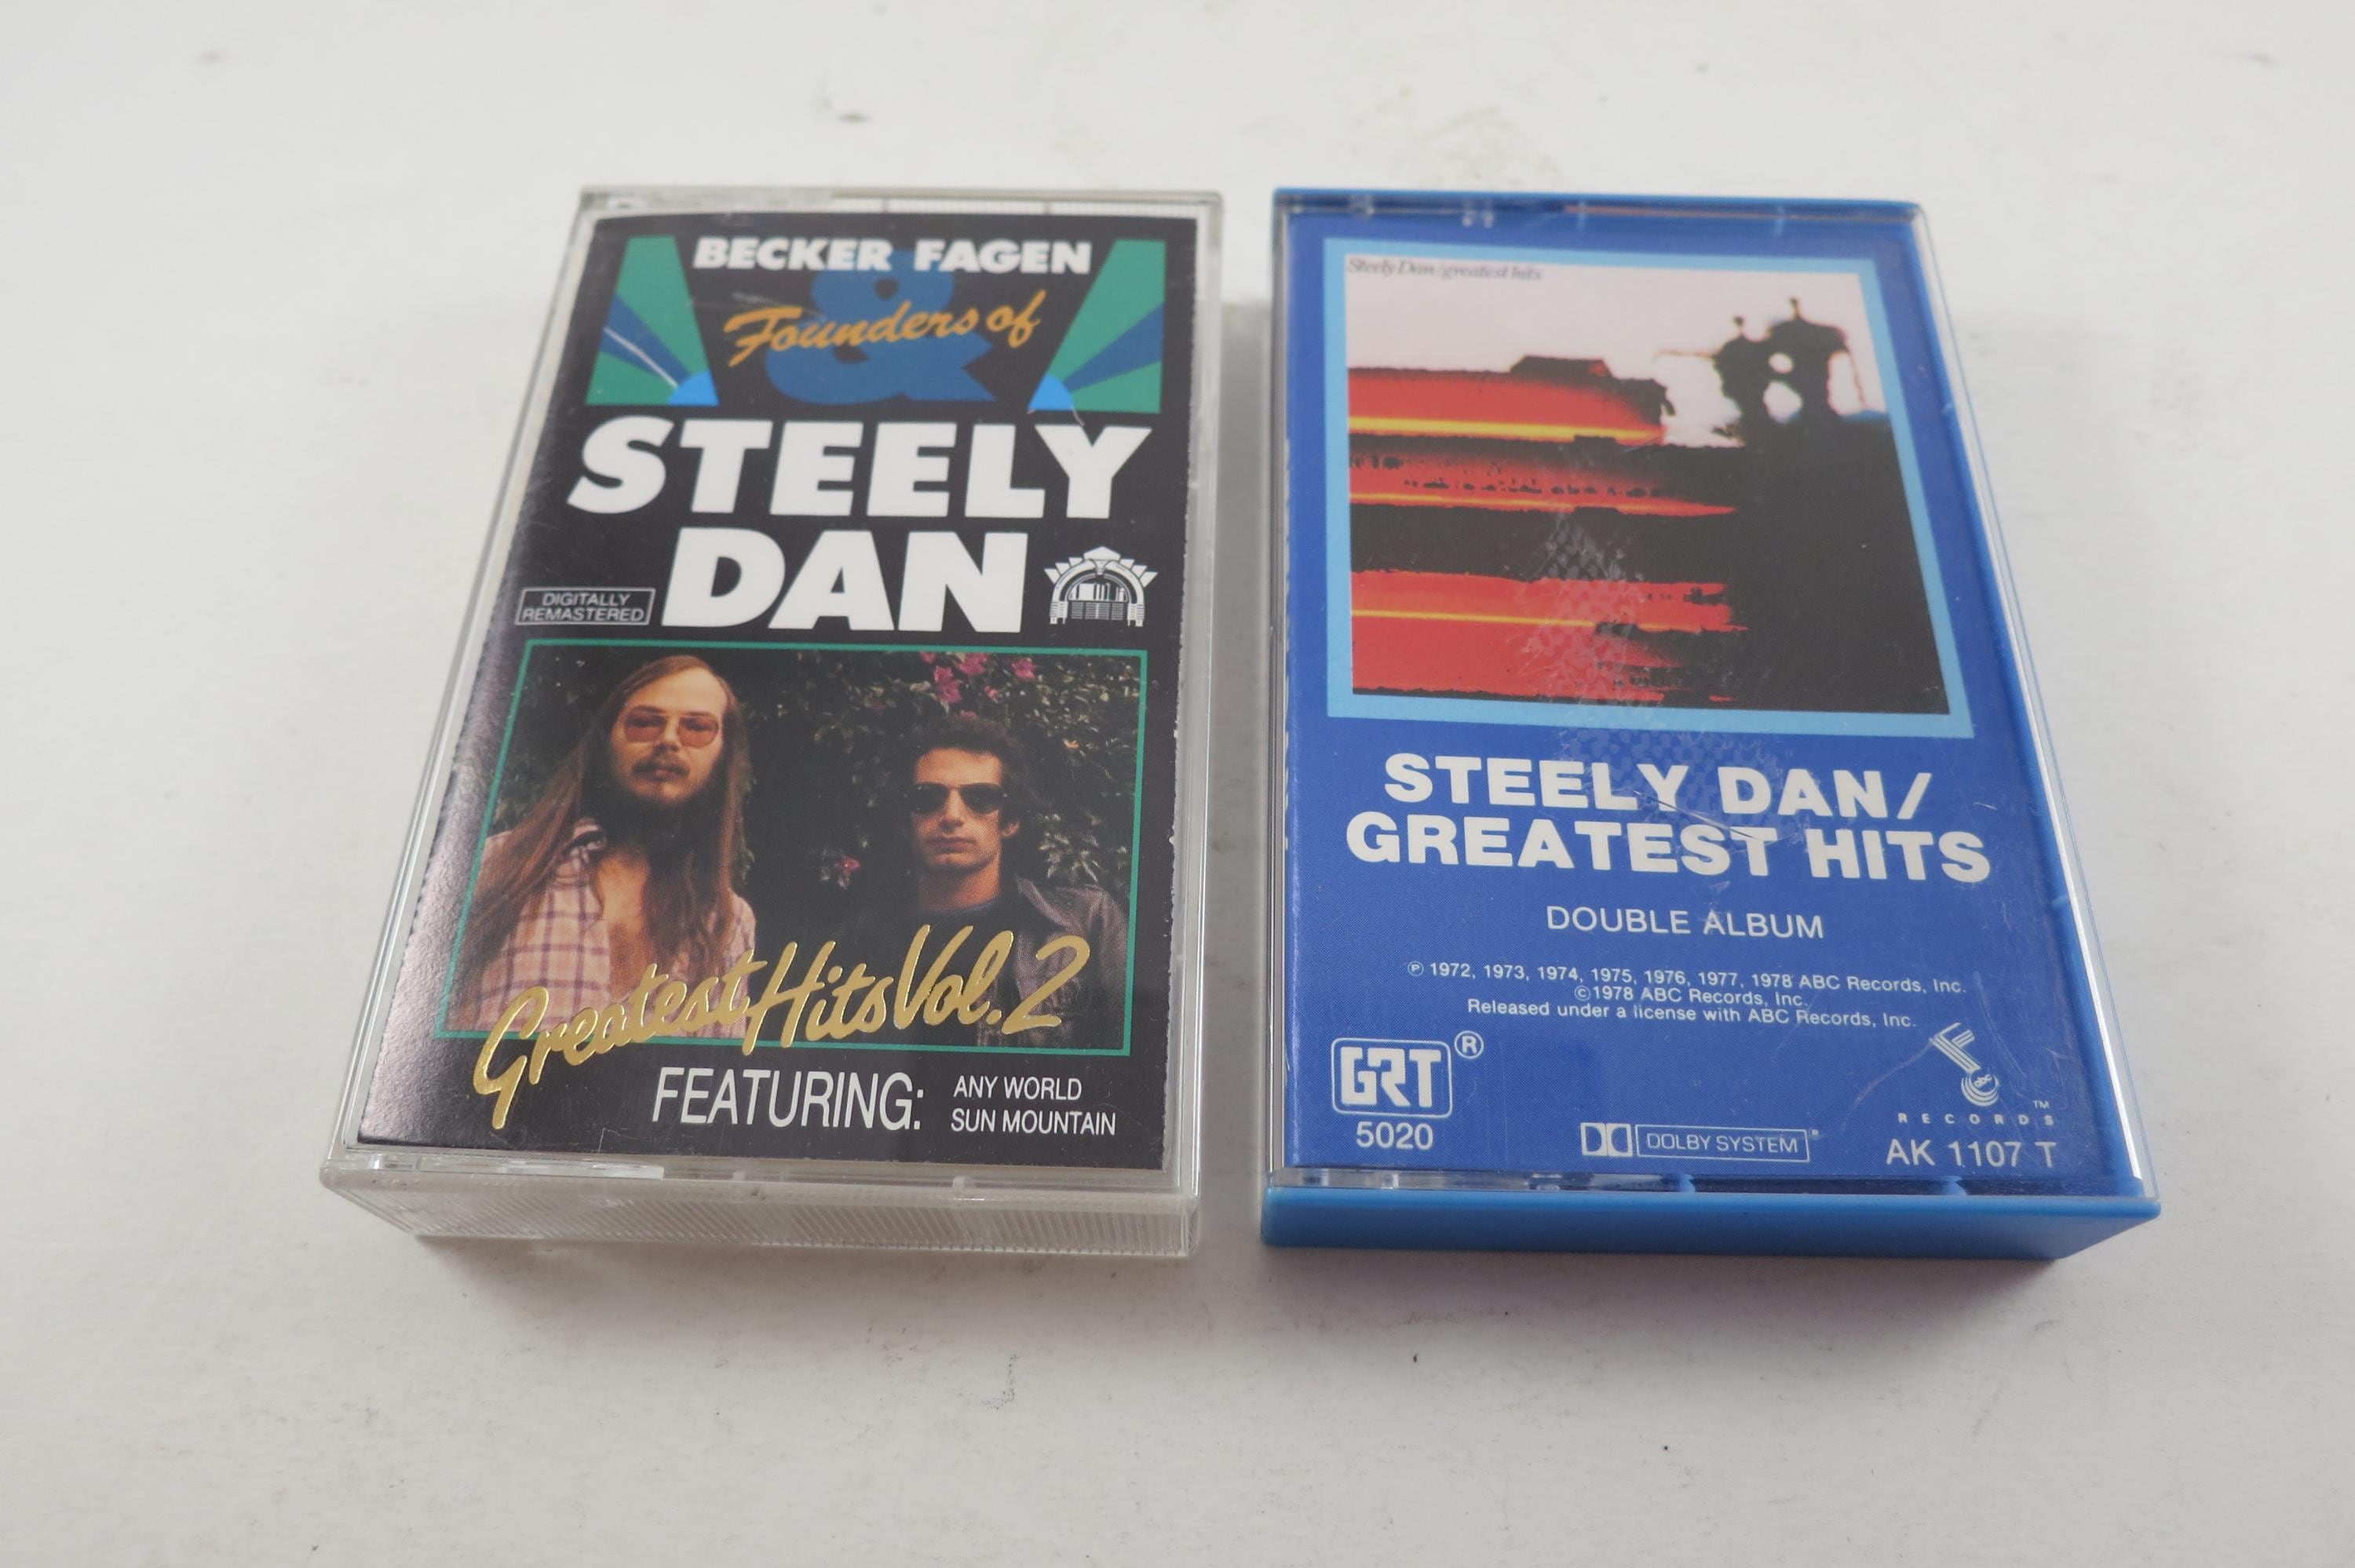 BECKER FAGEN
&
Founders of
STEELY
DAN
DIGITALLY
REMASTERED
Greatest Hits Vol. 2
FEATURING: ANY WORLD
SUN MOUNTAIN
Steely Dan/greatest hits
STEELY DAN/
GREATEST HITS
DOUBLE ALBUM
℗ 1972, 1973, 1974, 1975, 1976, 1977, 1978 ABC Records, Inc.
©1978 ABC Records, Inc.
Released under a license with ABC Records, Inc.
GRT®
5020
DOLBY SYSTEM®
abc
RECORDS™
AK 1107 T